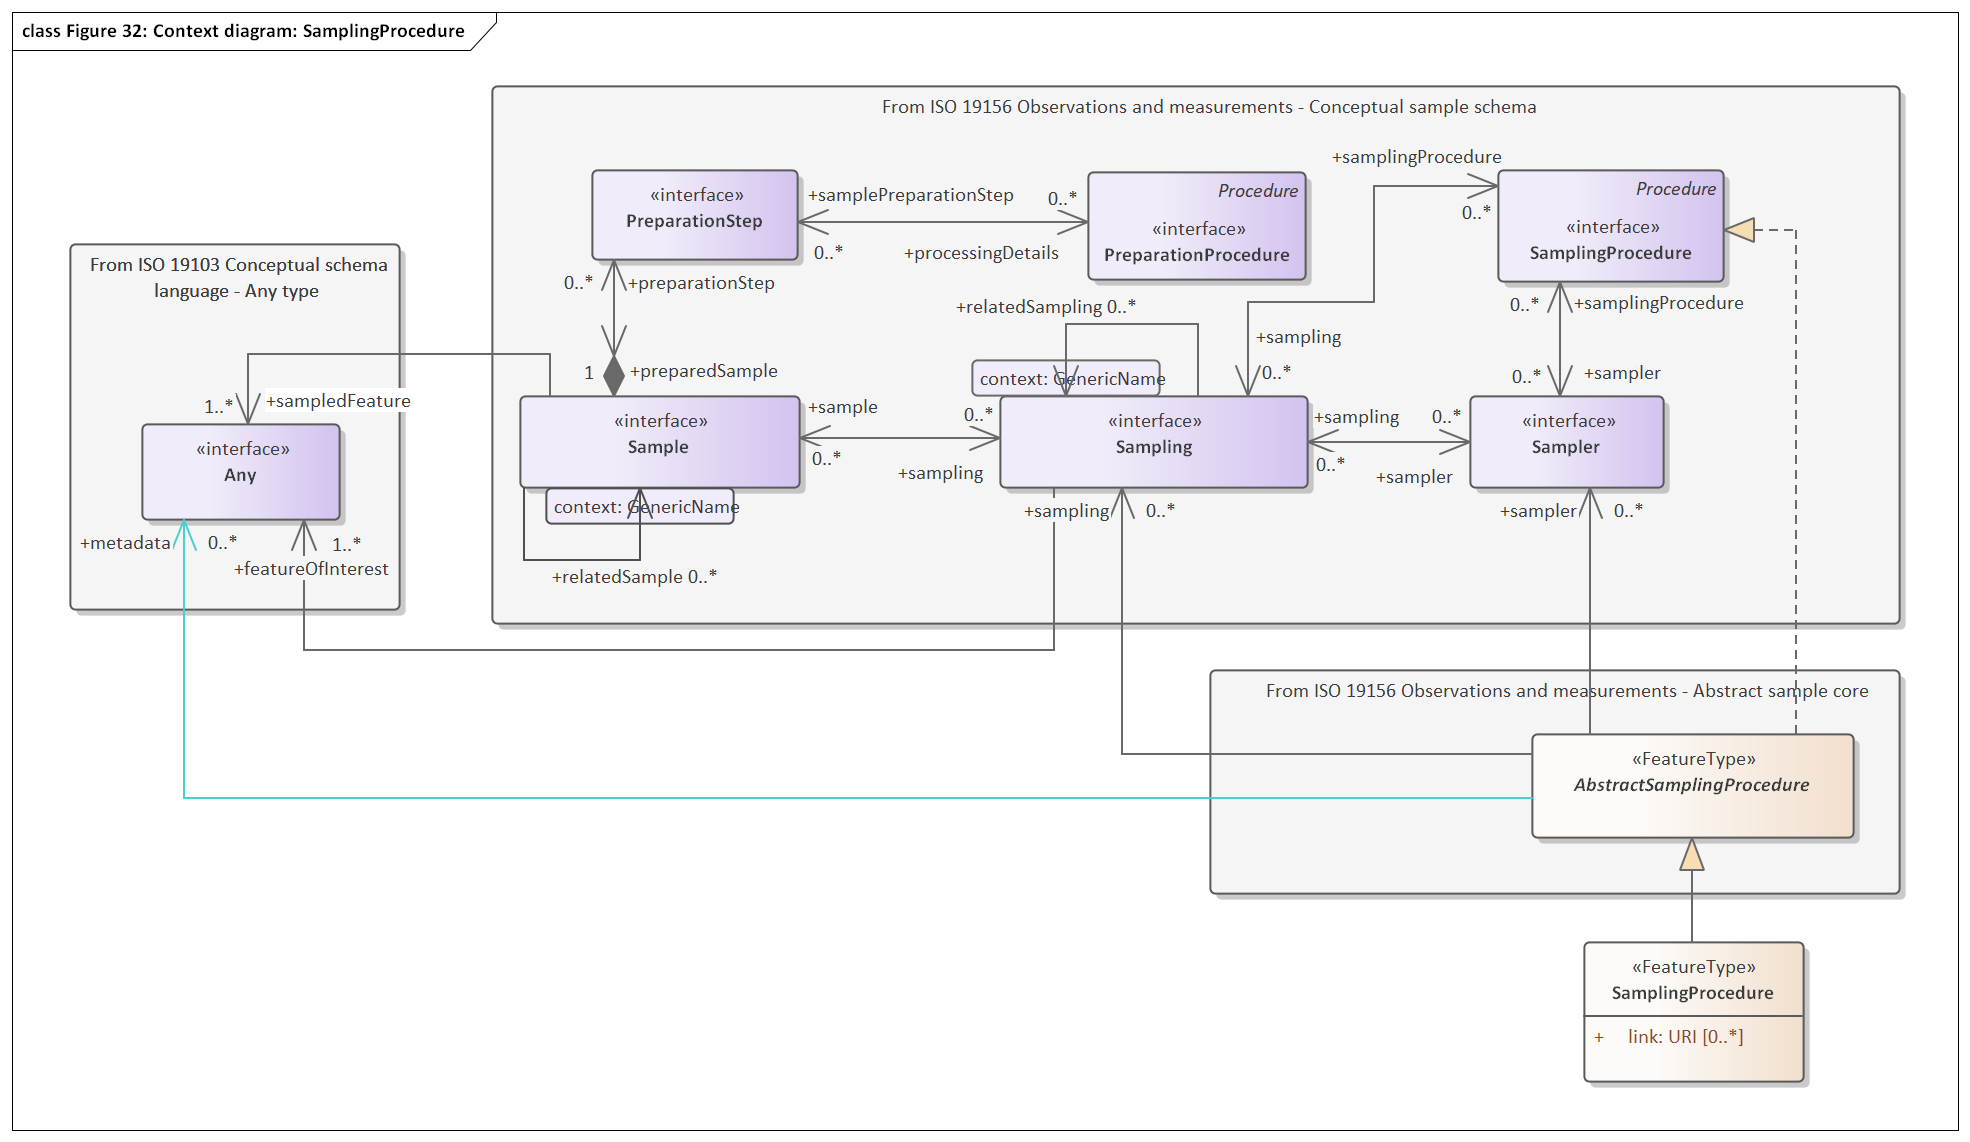 class Figure 32: Context diagram: SamplingProcedure
From ISO 19156 Observations and measurements - Conceptual sample schema
+samplingProcedure
0..*
«interface»
PreparationStep
+samplePreparationStep
0..*
0..*
+processingDetails
Procedure
«interface»
PreparationProcedure
Procedure
«interface»
SamplingProcedure
From ISO 19103 Conceptual schema
language - Any type
0..*
+preparationStep
+relatedSampling 0..*
0..*
+samplingProcedure
+sampling
0..*
1
+preparedSample
context: GenericName
0..*
+sampler
1..*
+sampledFeature
«interface»
Any
«interface»
Sample
+sample
0..*
0..*
+sampling
«interface»
Sampling
+sampling
0..*
0..*
+sampler
«interface»
Sampler
context: GenericName
+relatedSample 0..*
+sampling
0..*
+sampler
0..*
+metadata
0..*
1..*
+featureOfInterest
From ISO 19156 Observations and measurements - Abstract sample core
«FeatureType»
AbstractSamplingProcedure
«FeatureType»
SamplingProcedure
+ link: URI [0..*]